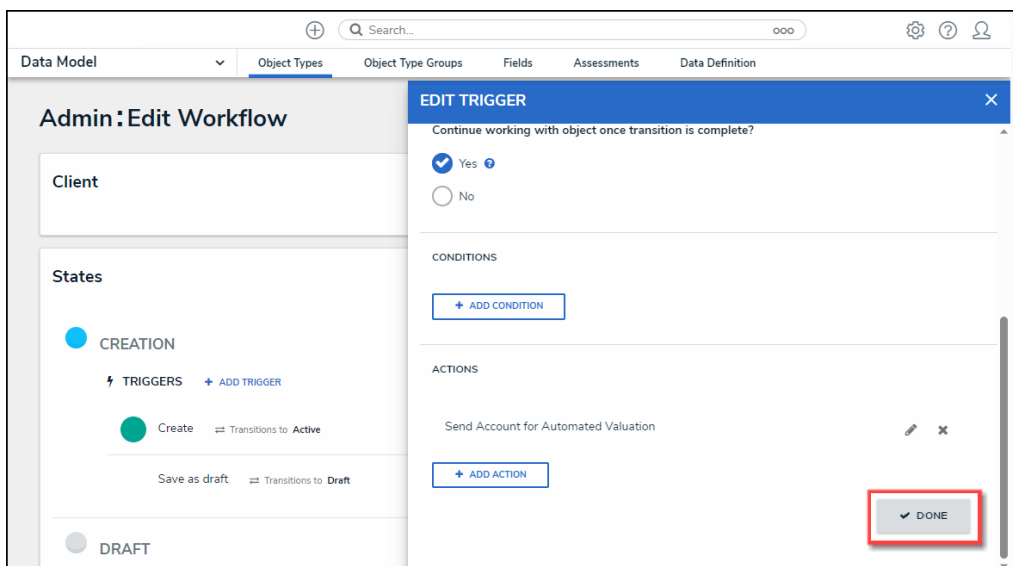 Search...
ooo
Data Model
Object Types
Object Type Groups
Fields
Assessments
Data Definition
Admin:Edit Workflow
Client
States
CREATION
TRIGGERS
+ ADD TRIGGER
Create
Transitions to Active
Save as draft
Transitions to Draft
DRAFT
EDIT TRIGGER
Continue working with object once transition is complete?
Yes
No
CONDITIONS
+ ADD CONDITION
ACTIONS
Send Account for Automated Valuation
+ ADD ACTION
DONE